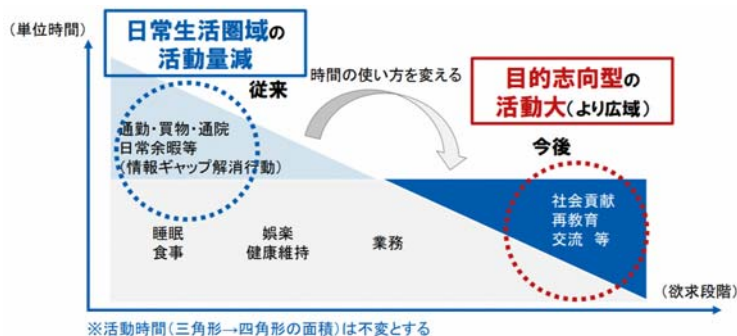 (単位時間)
日常生活圏域の
活動量減
従来
時間の使い方を変える
目的志向型の
活動大(より広域)
今後
通勤・買物・通院
日常余暇等
(情報ギャップ解消行動)
社会貢献
再教育
交流 等
睡眠
食事
娯楽
健康維持
業務
(欲求段階)
※活動時間(三角形→四角形の面積)は不変とする